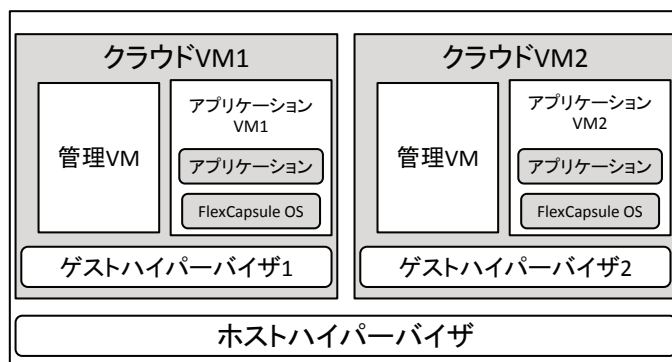 クラウドVM1
管理VM
アプリケーション
VM1
アプリケーション
FlexCapsule OS
ゲストハイパーバイザ1
クラウドVM2
管理VM
アプリケーション
VM2
アプリケーション
FlexCapsule OS
ゲストハイパーバイザ2
ホストハイパーバイザ